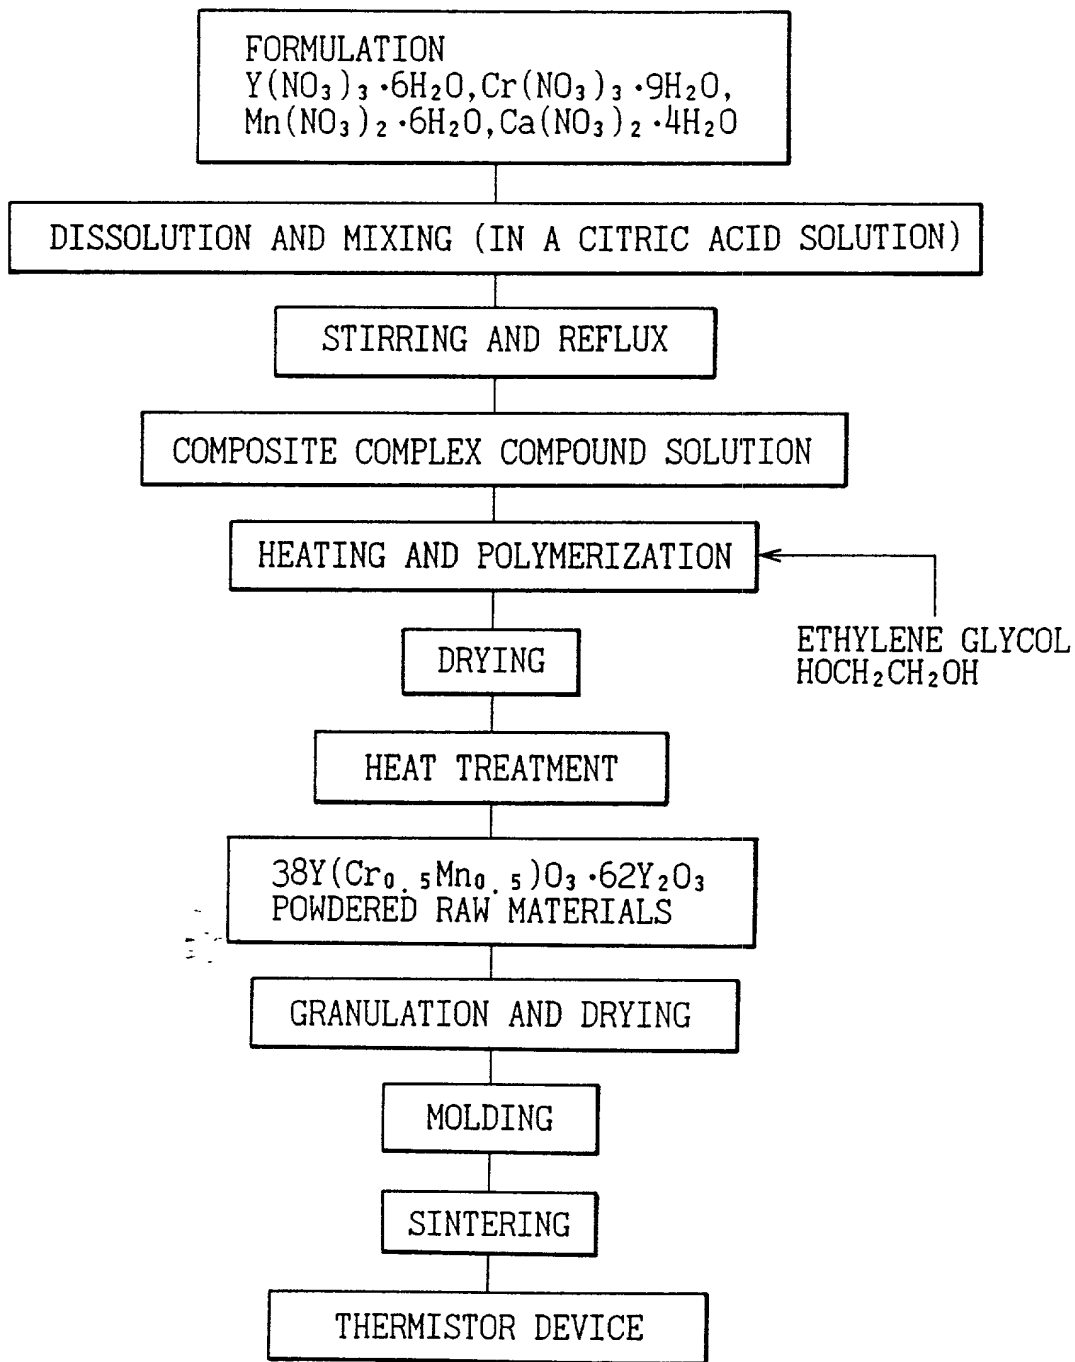 FORMULATION
Y(NO₃)₃·6H₂O,Cr(NO₃)₃·9H₂O,
Mn(NO₃)₂·6H₂O,Ca(NO₃)₂·4H₂O
DISSOLUTION AND MIXING (IN A CITRIC ACID SOLUTION)
STIRRING AND REFLUX
COMPOSITE COMPLEX COMPOUND SOLUTION
HEATING AND POLYMERIZATION
ETHYLENE GLYCOL
HOCH₂CH₂OH
DRYING
HEAT TREATMENT
38Y(Cr₀.₅Mn₀.₅)O₃·62Y₂O₃
POWDERED RAW MATERIALS
GRANULATION AND DRYING
MOLDING
SINTERING
THERMISTOR DEVICE